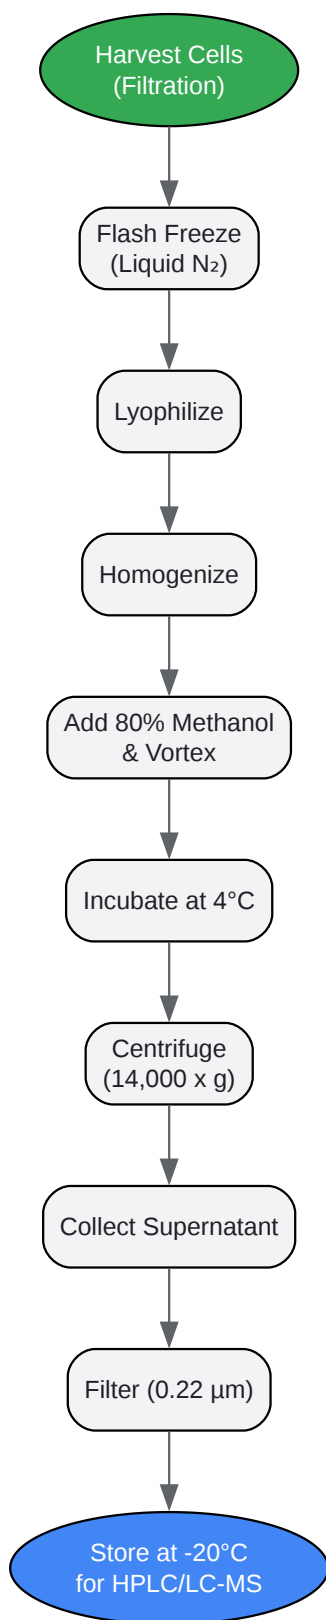 Harvest Cells
(Filtration)
Flash Freeze
(Liquid N₂)
Lyophilize
Homogenize
Add 80% Methanol
& Vortex
Incubate at 4°C
Centrifuge
(14,000 x g)
Collect Supernatant
Filter (0.22 µm)
Store at -20°C
for HPLC/LC-MS